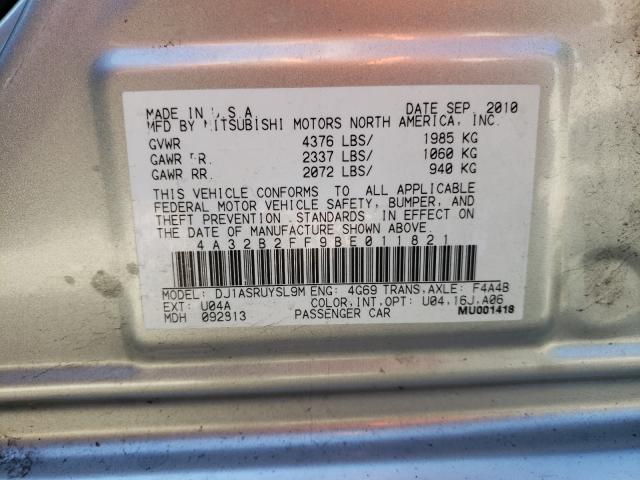 MADE IN U.S.A. DATE SEP. 2010
MFD BY MITSUBISHI MOTORS NORTH AMERICA, INC.
GVWR 4376 LBS/ 1985 KG
GAWR FR. 2337 LBS/ 1060 KG
GAWR RR. 2072 LBS/ 940 KG
THIS VEHICLE CONFORMS TO ALL APPLICABLE
FEDERAL MOTOR VEHICLE SAFETY, BUMPER, AND
THEFT PREVENTION STANDARDS IN EFFECT ON
THE DATE OF MANUFACTURE SHOWN ABOVE.
4A32B2FF9BE011821
MODEL: DJ1ASRUYSL9M ENG: 4G69 TRANS,AXLE: F4A4B
EXT: U04A COLOR,INT,OPT: U04,16J,A06
MDH 092913 PASSENGER CAR MU001418